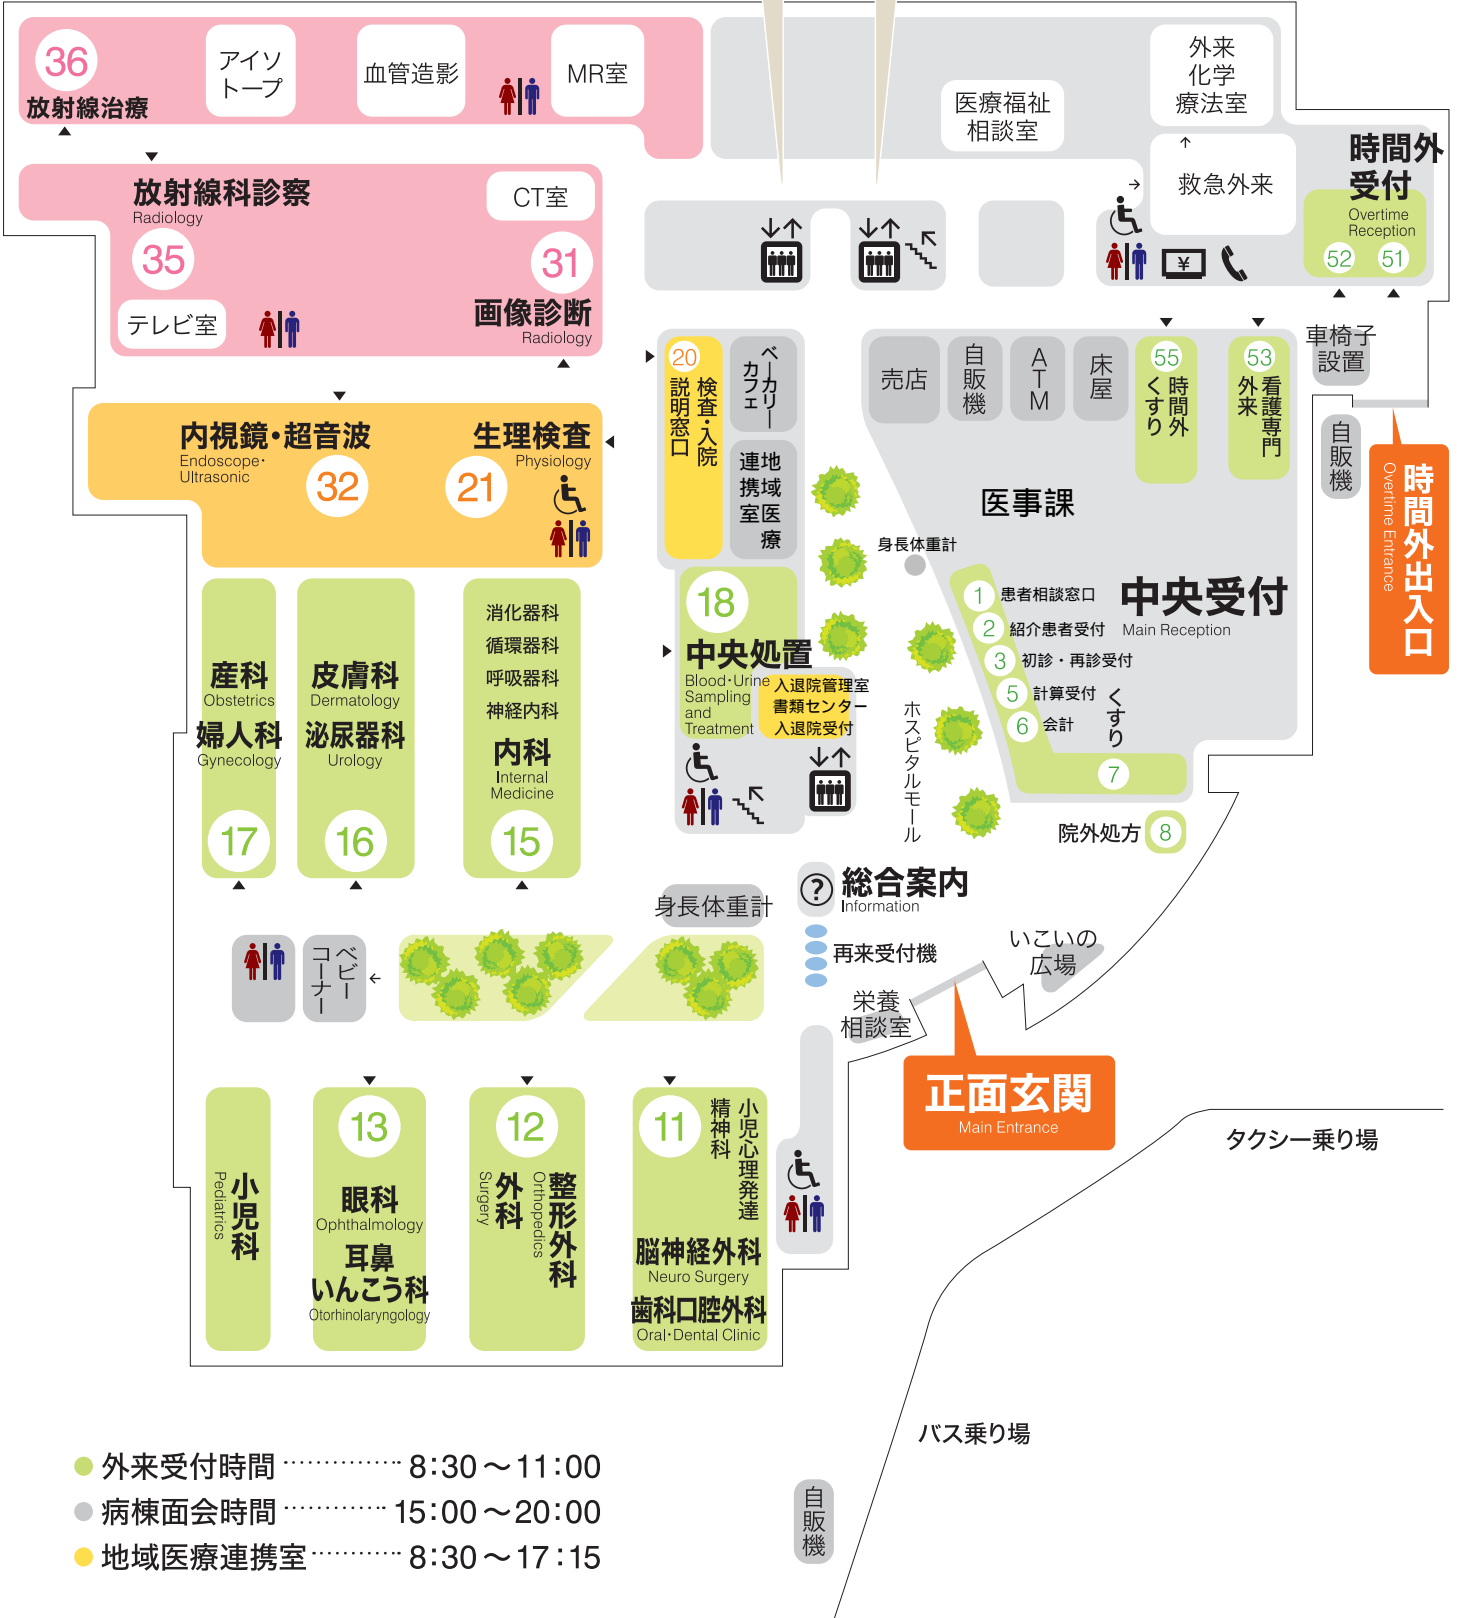 36
放射線治療
アイソ
トープ
血管造影
MR室
医療福祉
相談室
外来
化学
療法室
救急外来
時間外
受付
Overtime
Reception
52
51
放射線科診察
Radiology
35
テレビ室
CT室
31
画像診断
Radiology
車椅子
設置
自販機
時間外出入口
Overtime Entrance
20
検査・入院
説明窓口
ベーカリー
カフェ
地域医療
連携室
売店
自販機
ATM
床屋
55
時間外
くすり
53
看護専門
外来
内視鏡・超音波
Endoscope・
Ultrasonic
32
生理検査
Physiology
21
医事課
身長体重計
中央受付
Main Reception
1 患者相談窓口
2 紹介患者受付
3 初診・再診受付
5 計算受付
6 会計
くすり
7
院外処方 8
18
中央処置
Blood・Urine
Sampling
and
Treatment
入退院管理室
書類センター
入退院受付
ホスピタルモール
産科
Obstetrics
婦人科
Gynecology
17
皮膚科
Dermatology
泌尿器科
Urology
16
消化器科
循環器科
呼吸器科
神経内科
内科
Internal
Medicine
15
身長体重計
?
総合案内
Information
再来受付機
いこいの
広場
栄養
相談室
正面玄関
Main Entrance
ベビー
コーナー
小児科
Pediatrics
13
眼科
Ophthalmology
耳鼻
いんこう科
Otorhinolaryngology
12
整形外科
Orthopedics
外科
Surgery
11
小児心理発達
精神科
脳神経外科
Neuro Surgery
歯科口腔外科
Oral・Dental Clinic
¥
タクシー乗り場
バス乗り場
自販機
外来受付時間 ············· 8:30～11:00
病棟面会時間 ············ 15:00～20:00
地域医療連携室 ·········· 8:30～17:15